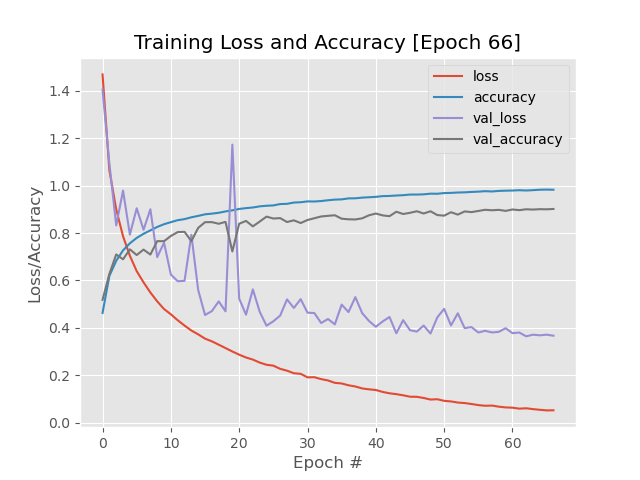 Training Loss and Accuracy [Epoch 66]
loss
accuracy
val_loss
val_accuracy
Loss/Accuracy
1.4
1.2
1.0
0.8
0.6
0.4
0.2
0.0
0 10 20 30 40 50 60
Epoch #